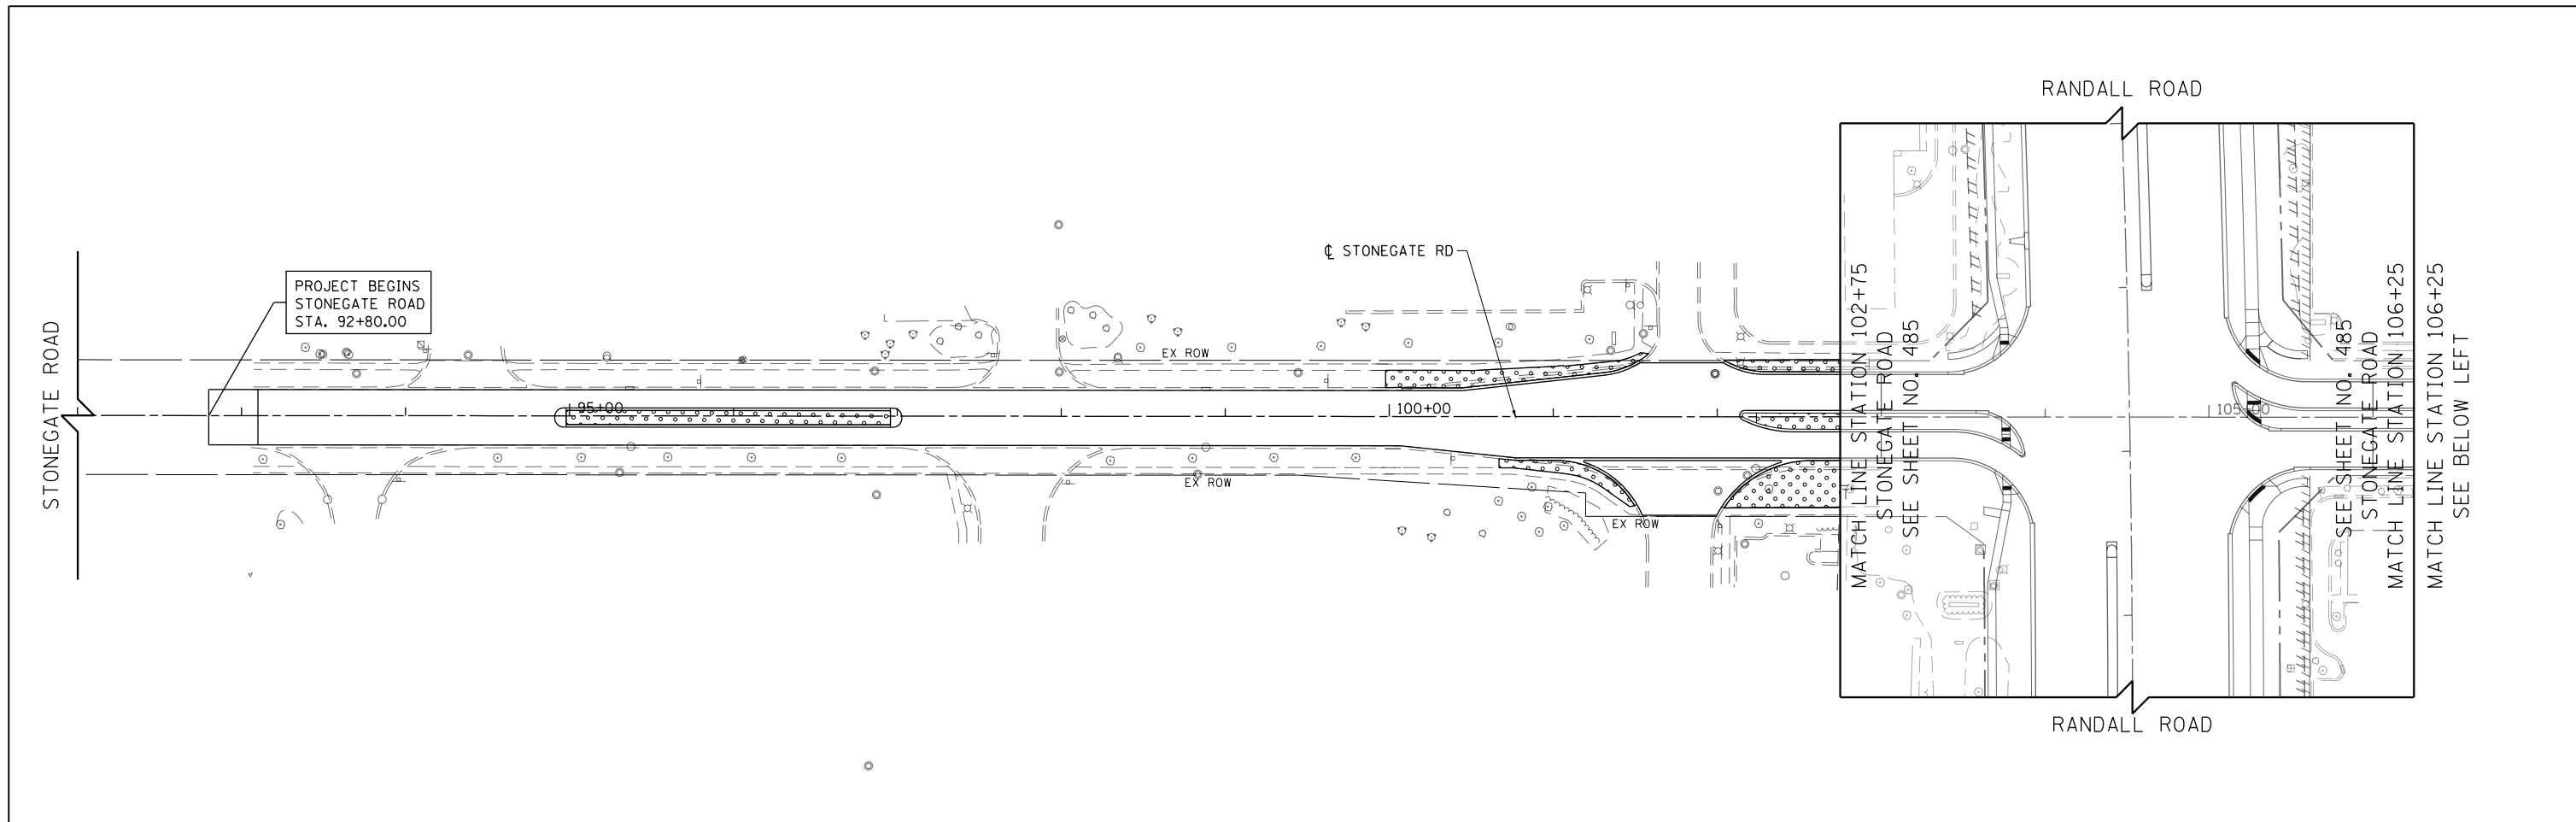 RANDALL ROAD
℄ STONEGATE RD
PROJECT BEGINS
STONEGATE ROAD
STA. 92+80.00
STONEGATE ROAD
EX ROW
95+00
100+00
105+00
EX ROW
EX ROW
MATCH LINE STATION 102+75
STONEGATE ROAD
SEE SHEET NO. 485
SEE SHEET NO. 485
STONEGATE ROAD
MATCH LINE STATION 106+25
MATCH LINE STATION 106+25
SEE BELOW LEFT
RANDALL ROAD